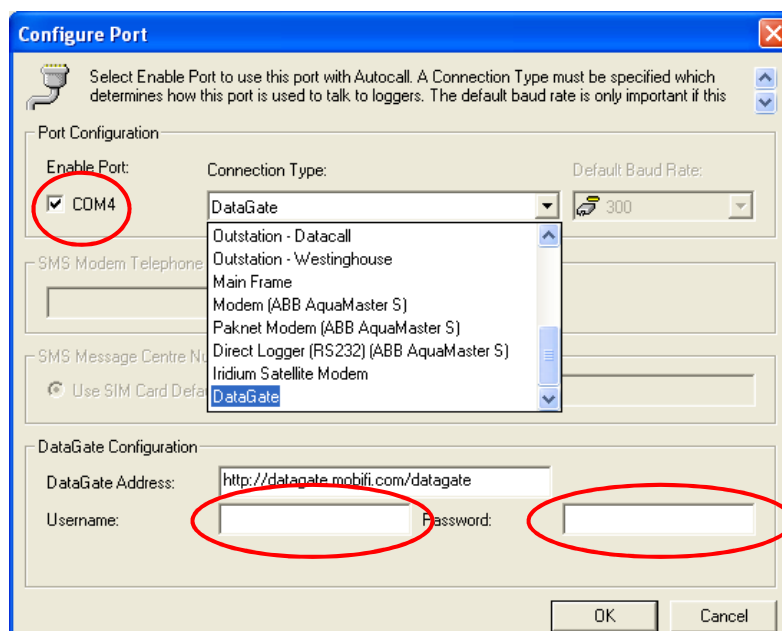 Configure Port
Select Enable Port to use this port with Autocall. A Connection Type must be specified which
determines how this port is used to talk to loggers. The default baud rate is only important if this
Port Configuration
Enable Port:
Connection Type:
Default Baud Rate:
COM4
DataGate
300
Outstation - Datacall
Outstation - Westinghouse
Main Frame
Modem (ABB AquaMaster S)
Paknet Modem (ABB AquaMaster S)
Direct Logger (RS232) (ABB AquaMaster S)
Iridium Satellite Modem
DataGate
SMS Modem Telephone
SMS Message Centre Nu
Use SIM Card Defa
DataGate Configuration
DataGate Address:
http://datagate.mobifi.com/datagate
Username:
Password:
OK
Cancel